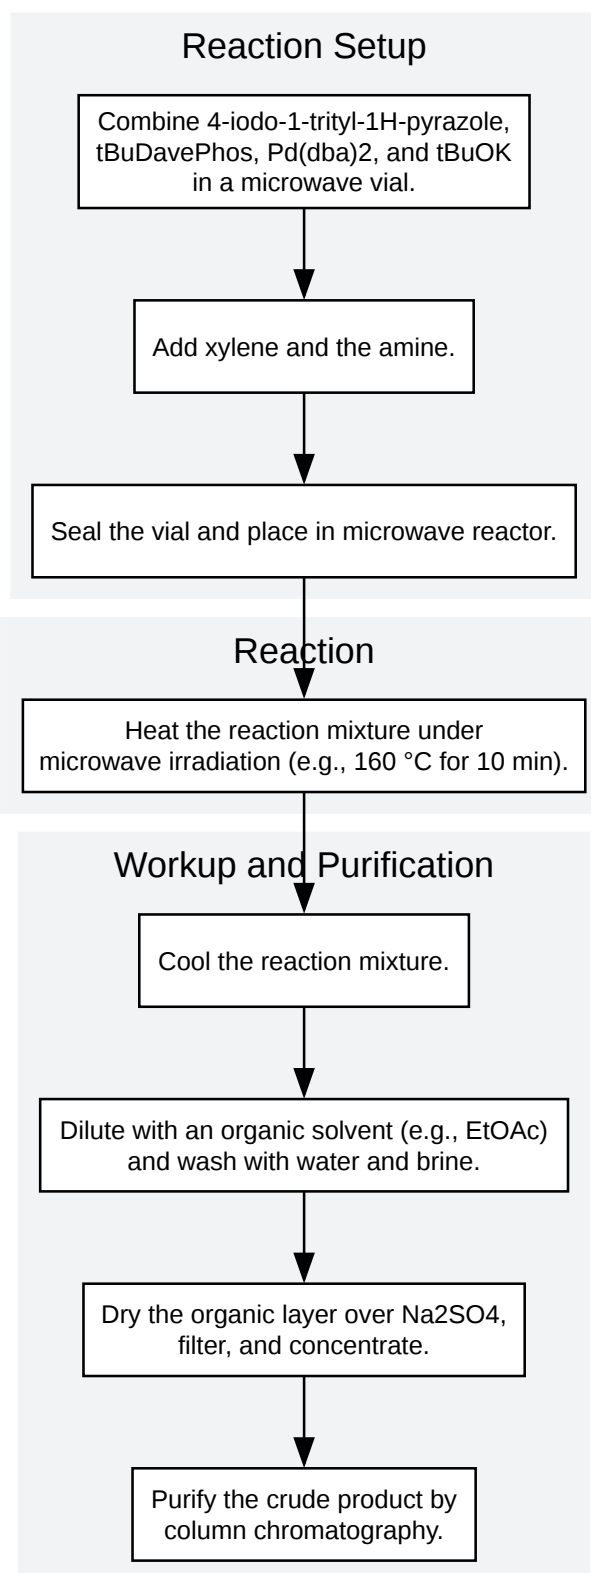 Reaction Setup
Combine 4-iodo-1-trityl-1H-pyrazole,
tBuDavePhos, Pd(dba)2, and tBuOK
in a microwave vial.
Add xylene and the amine.
Seal the vial and place in microwave reactor.
Reaction
Heat the reaction mixture under
microwave irradiation (e.g., 160 °C for 10 min).
Workup and Purification
Cool the reaction mixture.
Dilute with an organic solvent (e.g., EtOAc)
and wash with water and brine.
Dry the organic layer over Na2SO4,
filter, and concentrate.
Purify the crude product by
column chromatography.